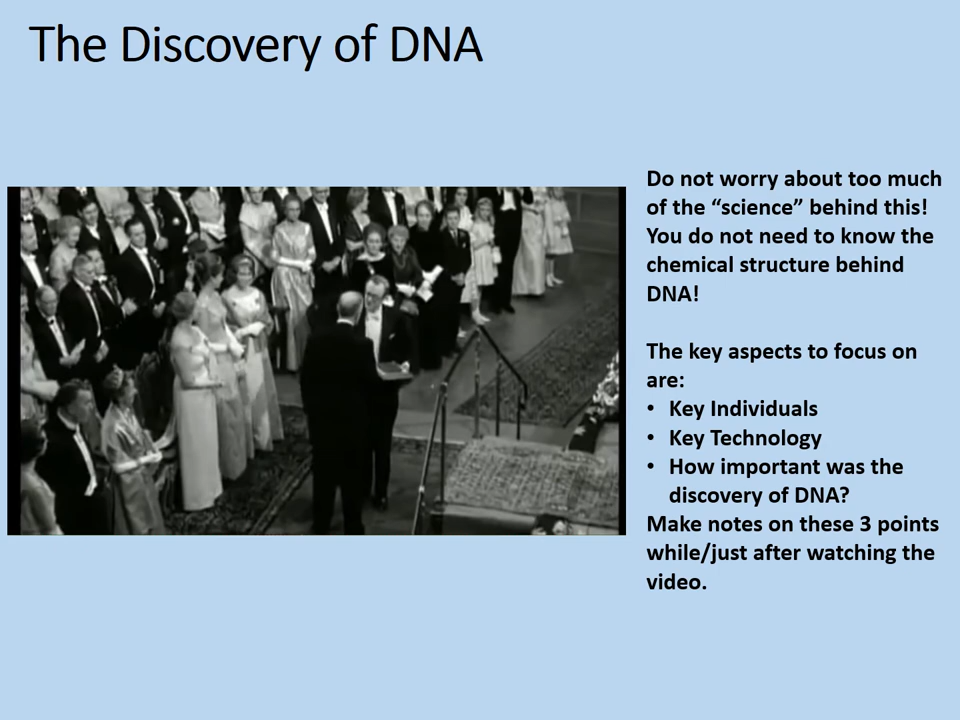 The Discovery of DNA
Do not worry about too much
of the “science” behind this!
You do not need to know the
chemical structure behind
DNA!
The key aspects to focus on
are:
• Key Individuals
• Key Technology
• How important was the
discovery of DNA?
Make notes on these 3 points
while/just after watching the
video.